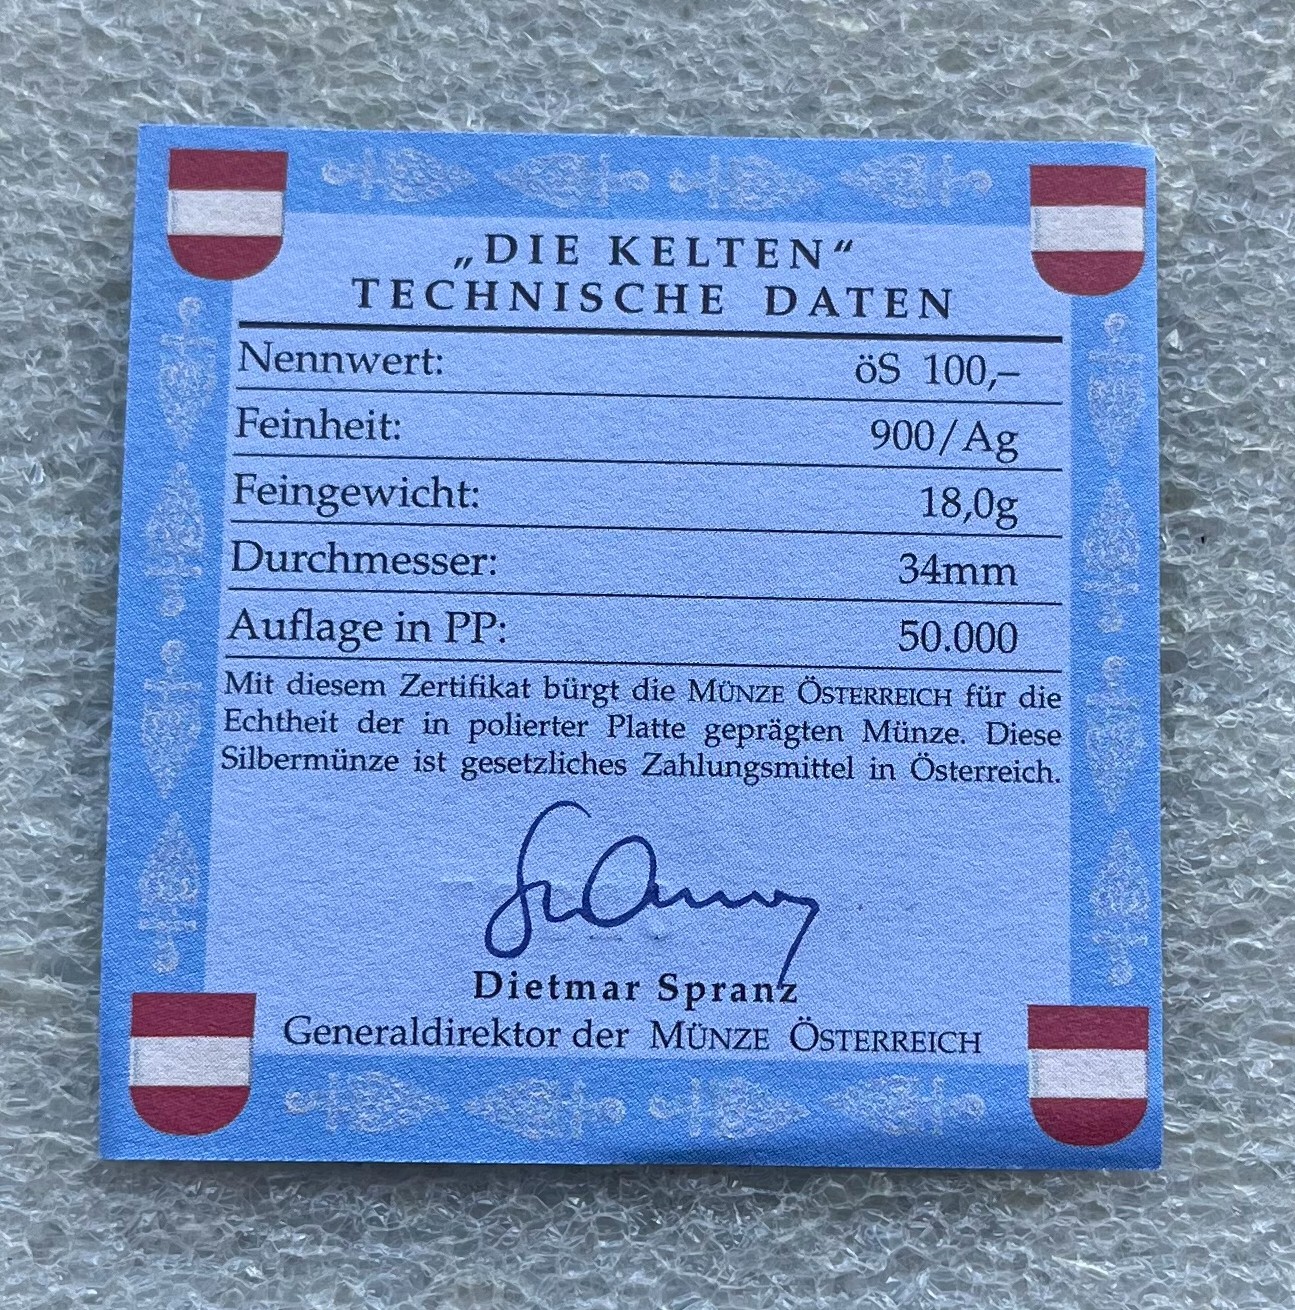 „DIE KELTEN“
TECHNISCHE DATEN
Nennwert: öS 100,–
Feinheit: 900/Ag
Feingewicht: 18,0g
Durchmesser: 34mm
Auflage in PP: 50.000
Mit diesem Zertifikat bürgt die MÜNZE ÖSTERREICH für die
Echtheit der in polierter Platte geprägten Münze. Diese
Silbermünze ist gesetzliches Zahlungsmittel in Österreich.
Dietmar Spranz
Generaldirektor der MÜNZE ÖSTERREICH